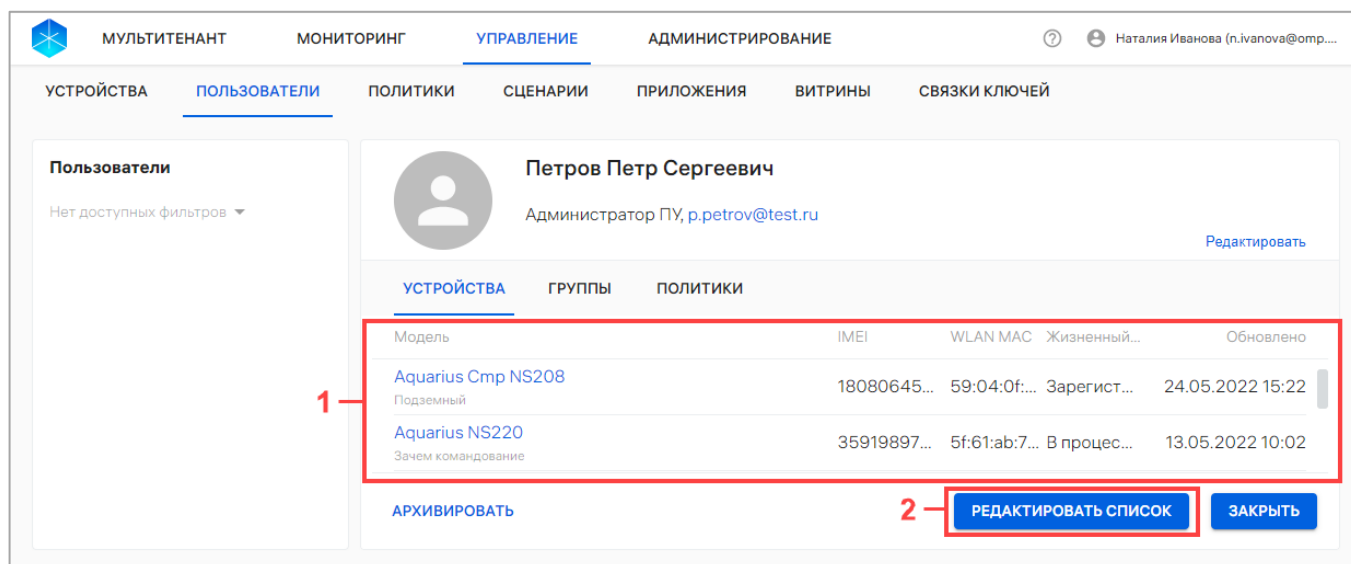 МУЛЬТИТЕНАНТ МОНИТОРИНГ УПРАВЛЕНИЕ АДМИНИСТРИРОВАНИЕ ? Наталия Иванова (n.ivanova@omp....
УСТРОЙСТВА ПОЛЬЗОВАТЕЛИ ПОЛИТИКИ СЦЕНАРИИ ПРИЛОЖЕНИЯ ВИТРИНЫ СВЯЗКИ КЛЮЧЕЙ
Пользователи
Нет доступных фильтров
Петров Петр Сергеевич
Администратор ПУ, p.petrov@test.ru
Редактировать
УСТРОЙСТВА ГРУППЫ ПОЛИТИКИ
Модель IMEI WLAN MAC Жизненный... Обновлено
Aquarius Cmp NS208 18080645... 59:04:0f:... Зарегист... 24.05.2022 15:22
Подземный
1
Aquarius NS220 35919897... 5f:61:ab:7... В процес... 13.05.2022 10:02
Зачем командование
АРХИВИРОВАТЬ 2 РЕДАКТИРОВАТЬ СПИСОК ЗАКРЫТЬ